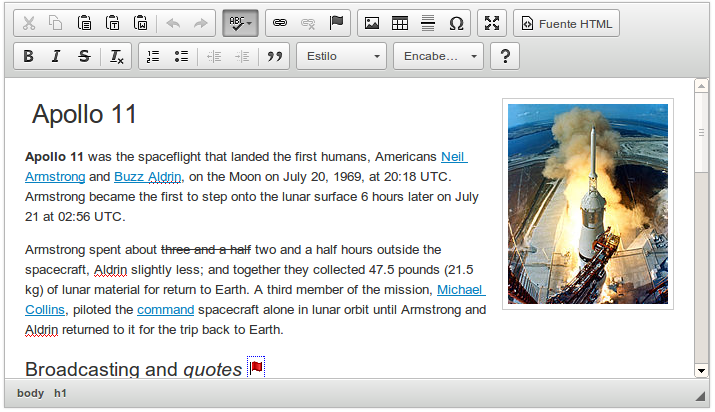 ABC
Fuente HTML
B I S Tx
Estilo
Encabe...
?
Apollo 11
Apollo 11 was the spaceflight that landed the first humans, Americans Neil
Armstrong and Buzz Aldrin, on the Moon on July 20, 1969, at 20:18 UTC.
Armstrong became the first to step onto the lunar surface 6 hours later on July
21 at 02:56 UTC.
Armstrong spent about three and a half two and a half hours outside the
spacecraft, Aldrin slightly less; and together they collected 47.5 pounds (21.5
kg) of lunar material for return to Earth. A third member of the mission, Michael
Collins, piloted the command spacecraft alone in lunar orbit until Armstrong and
Aldrin returned to it for the trip back to Earth.
Broadcasting and quotes
body h1